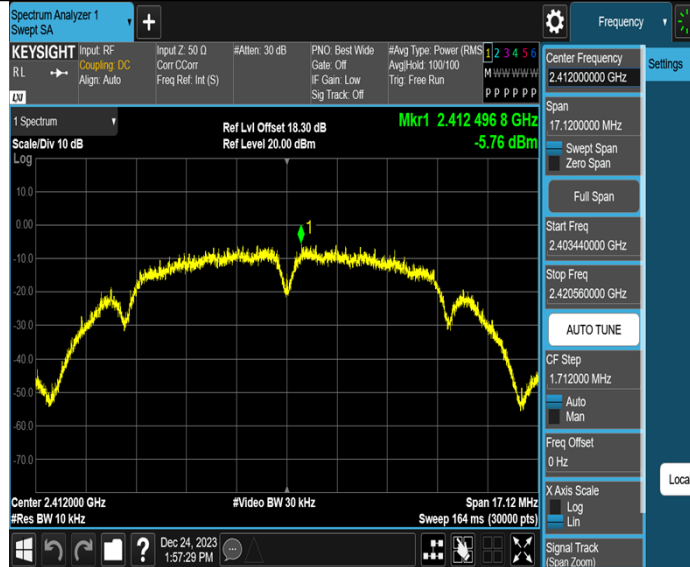 Spectrum Analyzer 1
Swept SA
+
Frequency
KEYSIGHT
RL
LXI
Input: RF
Coupling: DC
Align: Auto
Input Z: 50 Ω
Corr CCorr
Freq Ref: Int (S)
#Atten: 30 dB
PNO: Best Wide
Gate: Off
IF Gain: Low
Sig Track: Off
#Avg Type: Power (RMS
Avg|Hold: 100/100
Trig: Free Run
1 2 3 4 5 6
M W W W W W
P P P P P P
1 Spectrum
Scale/Div 10 dB
Log
Ref Lvl Offset 18.30 dB
Ref Level 20.00 dBm
Mkr1 2.412 496 8 GHz
-5.76 dBm
10.0
0.00
-10.0
-20.0
-30.0
-40.0
-50.0
-60.0
-70.0
1
Center 2.412000 GHz
#Res BW 10 kHz
#Video BW 30 kHz
Span 17.12 MHz
Sweep 164 ms (30000 pts)
?
Dec 24, 2023
1:57:29 PM
Center Frequency
2.412000000 GHz
Span
17.1200000 MHz
Swept Span
Zero Span
Full Span
Start Freq
2.403440000 GHz
Stop Freq
2.420560000 GHz
AUTO TUNE
CF Step
1.712000 MHz
Auto
Man
Freq Offset
0 Hz
X Axis Scale
Log
Lin
Signal Track
(Span Zoom)
Settings
Loca